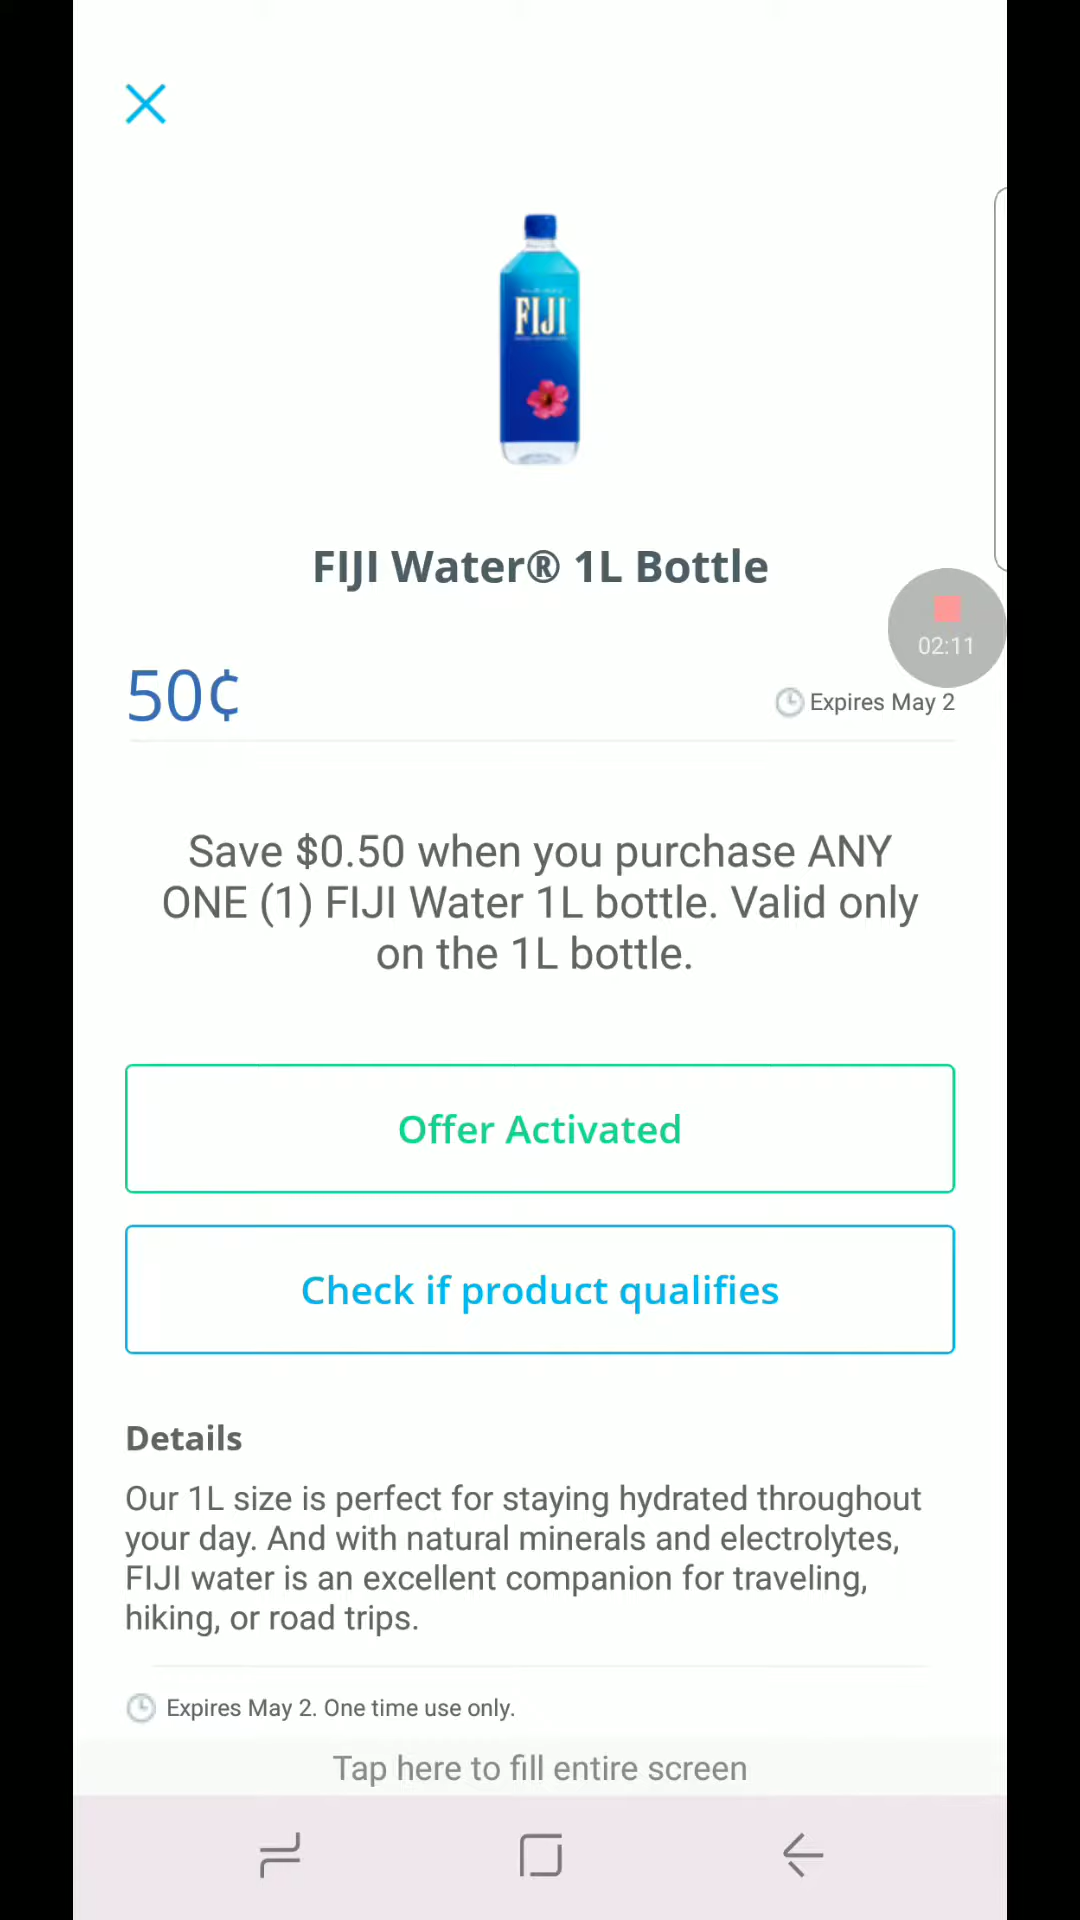 FIJI
FIJI Water® 1L Bottle
02:11
50¢
Expires May 2
Save $0.50 when you purchase ANY
ONE (1) FIJI Water 1L bottle. Valid only
on the 1L bottle.
Offer Activated
Check if product qualifies
Details
Our 1L size is perfect for staying hydrated throughout
your day. And with natural minerals and electrolytes,
FIJI water is an excellent companion for traveling,
hiking, or road trips.
Expires May 2. One time use only.
Tap here to fill entire screen